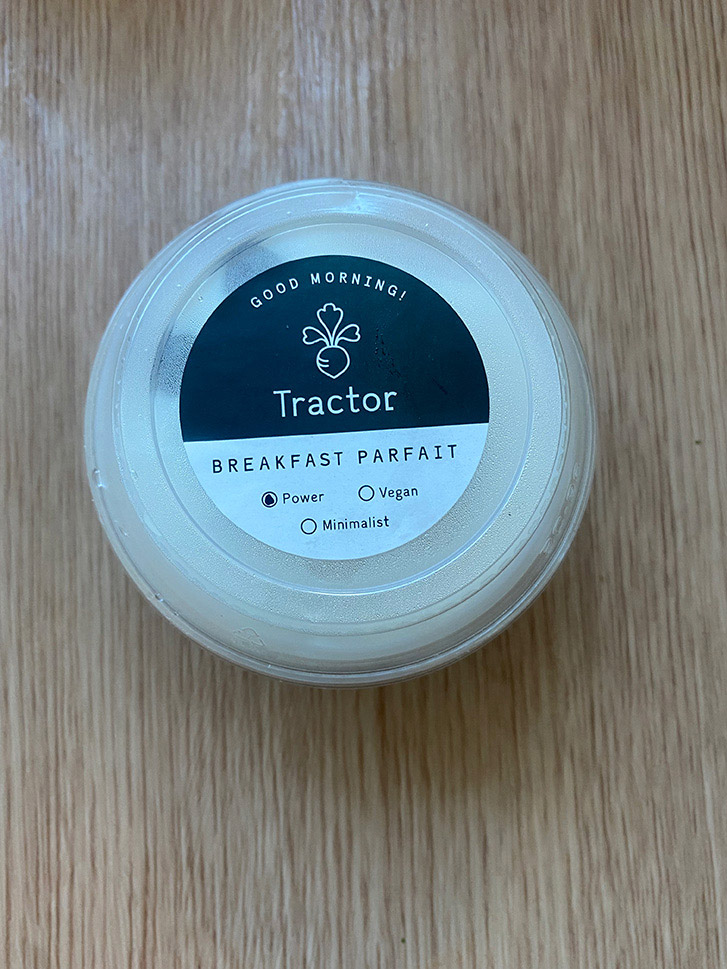 GOOD MORNING!
Tractor
BREAKFAST PARFAIT
Power Vegan
Minimalist